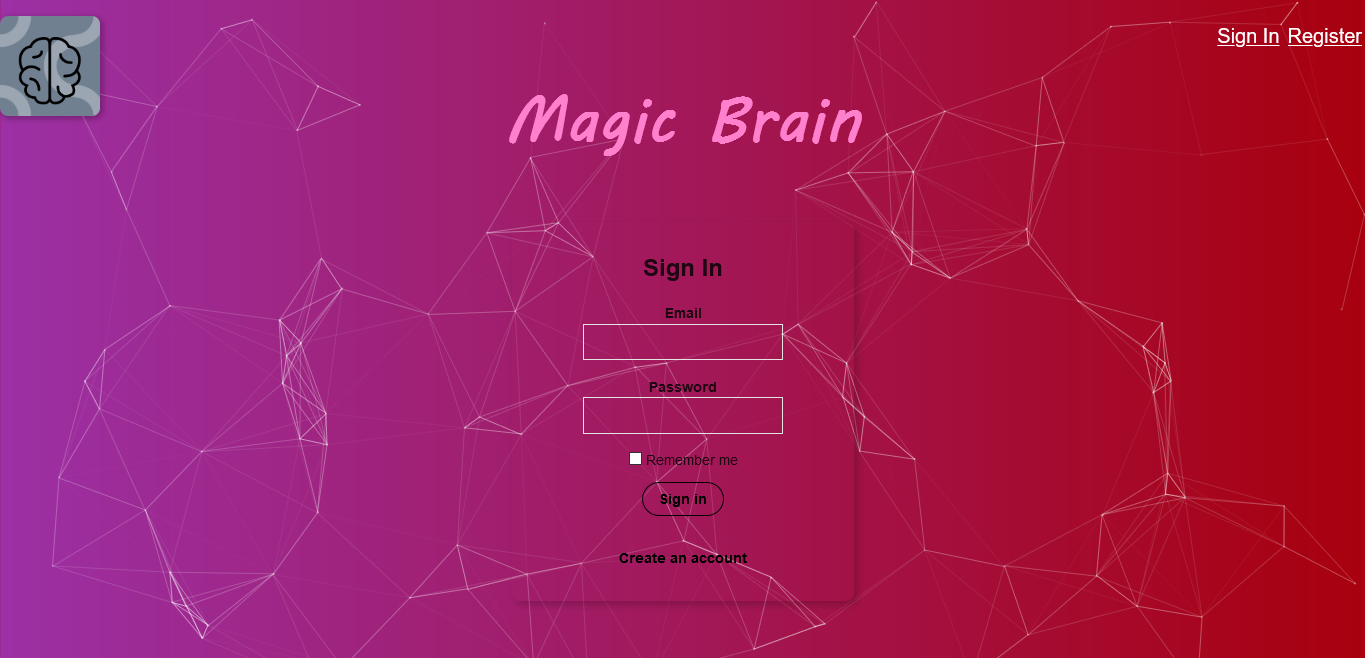 Sign In Register
Magic Brain
Sign In
Email
Password
Remember me
Sign in
Create an account